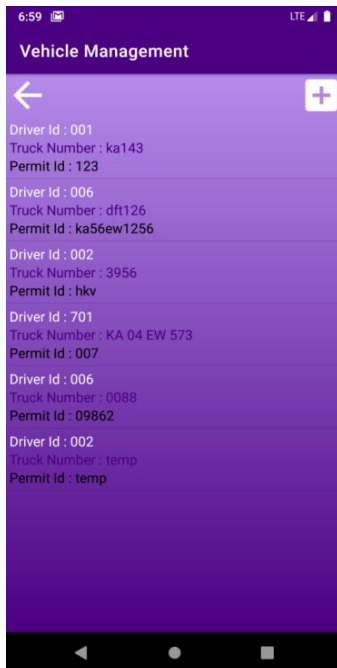 6:59
LTE
Vehicle Management
Driver Id : 001
Truck Number : ka143
Permit Id : 123
Driver Id : 006
Truck Number : dft126
Permit Id : ka56ew1256
Driver Id : 002
Truck Number : 3956
Permit Id : hkv
Driver Id : 701
Truck Number : KA 04 EW 573
Permit Id : 007
Driver Id : 006
Truck Number : 0088
Permit Id : 09862
Driver Id : 002
Truck Number : temp
Permit Id : temp